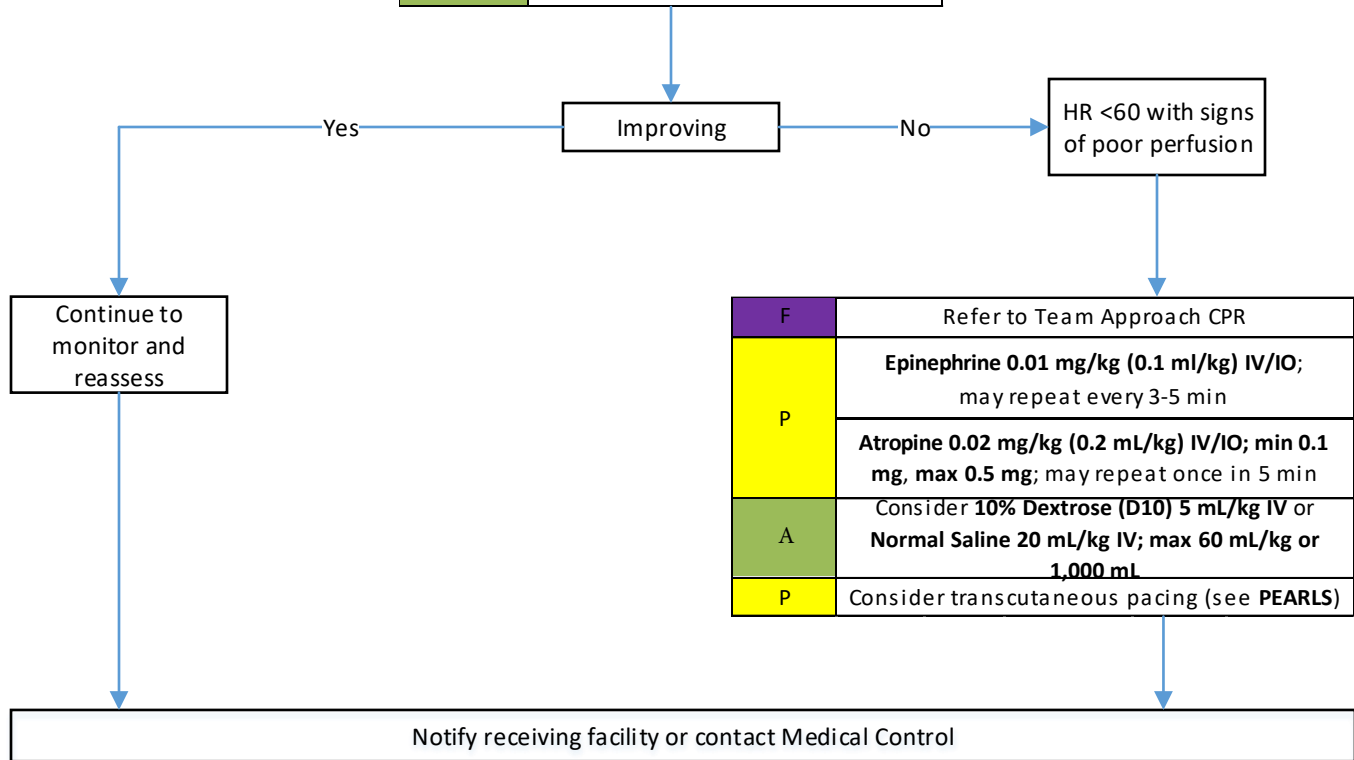 Yes
Improving
No
HR <60 with signs
of poor perfusion
Continue to
monitor and
reassess
F
Refer to Team Approach CPR
P
Epinephrine 0.01 mg/kg (0.1 ml/kg) IV/IO;
may repeat every 3-5 min
Atropine 0.02 mg/kg (0.2 mL/kg) IV/IO; min 0.1
mg, max 0.5 mg; may repeat once in 5 min
A
Consider 10% Dextrose (D10) 5 mL/kg IV or
Normal Saline 20 mL/kg IV; max 60 mL/kg or
1,000 mL
P
Consider transcutaneous pacing (see PEARLS)
Notify receiving facility or contact Medical Control